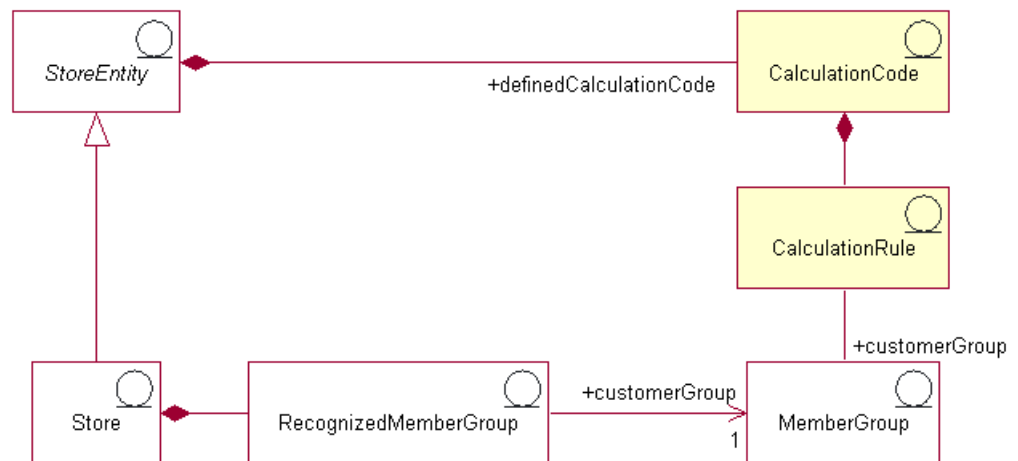 StoreEntity
CalculationCode
+definedCalculationCode
CalculationRule
+customerGroup
Store
RecognizedMemberGroup
+customerGroup
1
MemberGroup